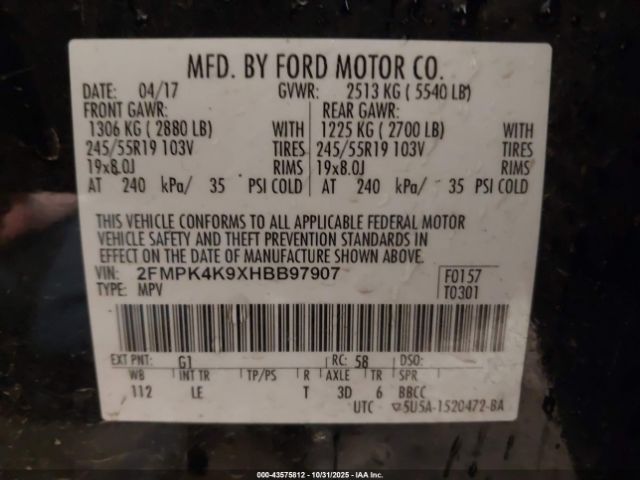 MFD. BY FORD MOTOR CO.
DATE: 04/17 GVWR: 2513 KG ( 5540 LB)
FRONT GAWR: REAR GAWR:
1306 KG ( 2880 LB) WITH 1225 KG ( 2700 LB) WITH
245/55R19 103V TIRES 245/55R19 103V TIRES
19x8.0J RIMS 19x8.0J RIMS
AT 240 kPa/ 35 PSI COLD AT 240 kPa/ 35 PSI COLD
THIS VEHICLE CONFORMS TO ALL APPLICABLE FEDERAL MOTOR
VEHICLE SAFETY AND THEFT PREVENTION STANDARDS IN
EFFECT ON THE DATE OF MANUFACTURE SHOWN ABOVE.
VIN: 2FMPK4K9XHBB97907 F0157
TYPE: MPV T0301
EXT PNT: G1 RC: 58 DSO:
WB INT TR TP/PS R AXLE TR SPR
112 LE T 3D 6 BBCC
UTC 5U5A-1520472-BA
000-43575812 | 10/31/2025 - IAA Inc.